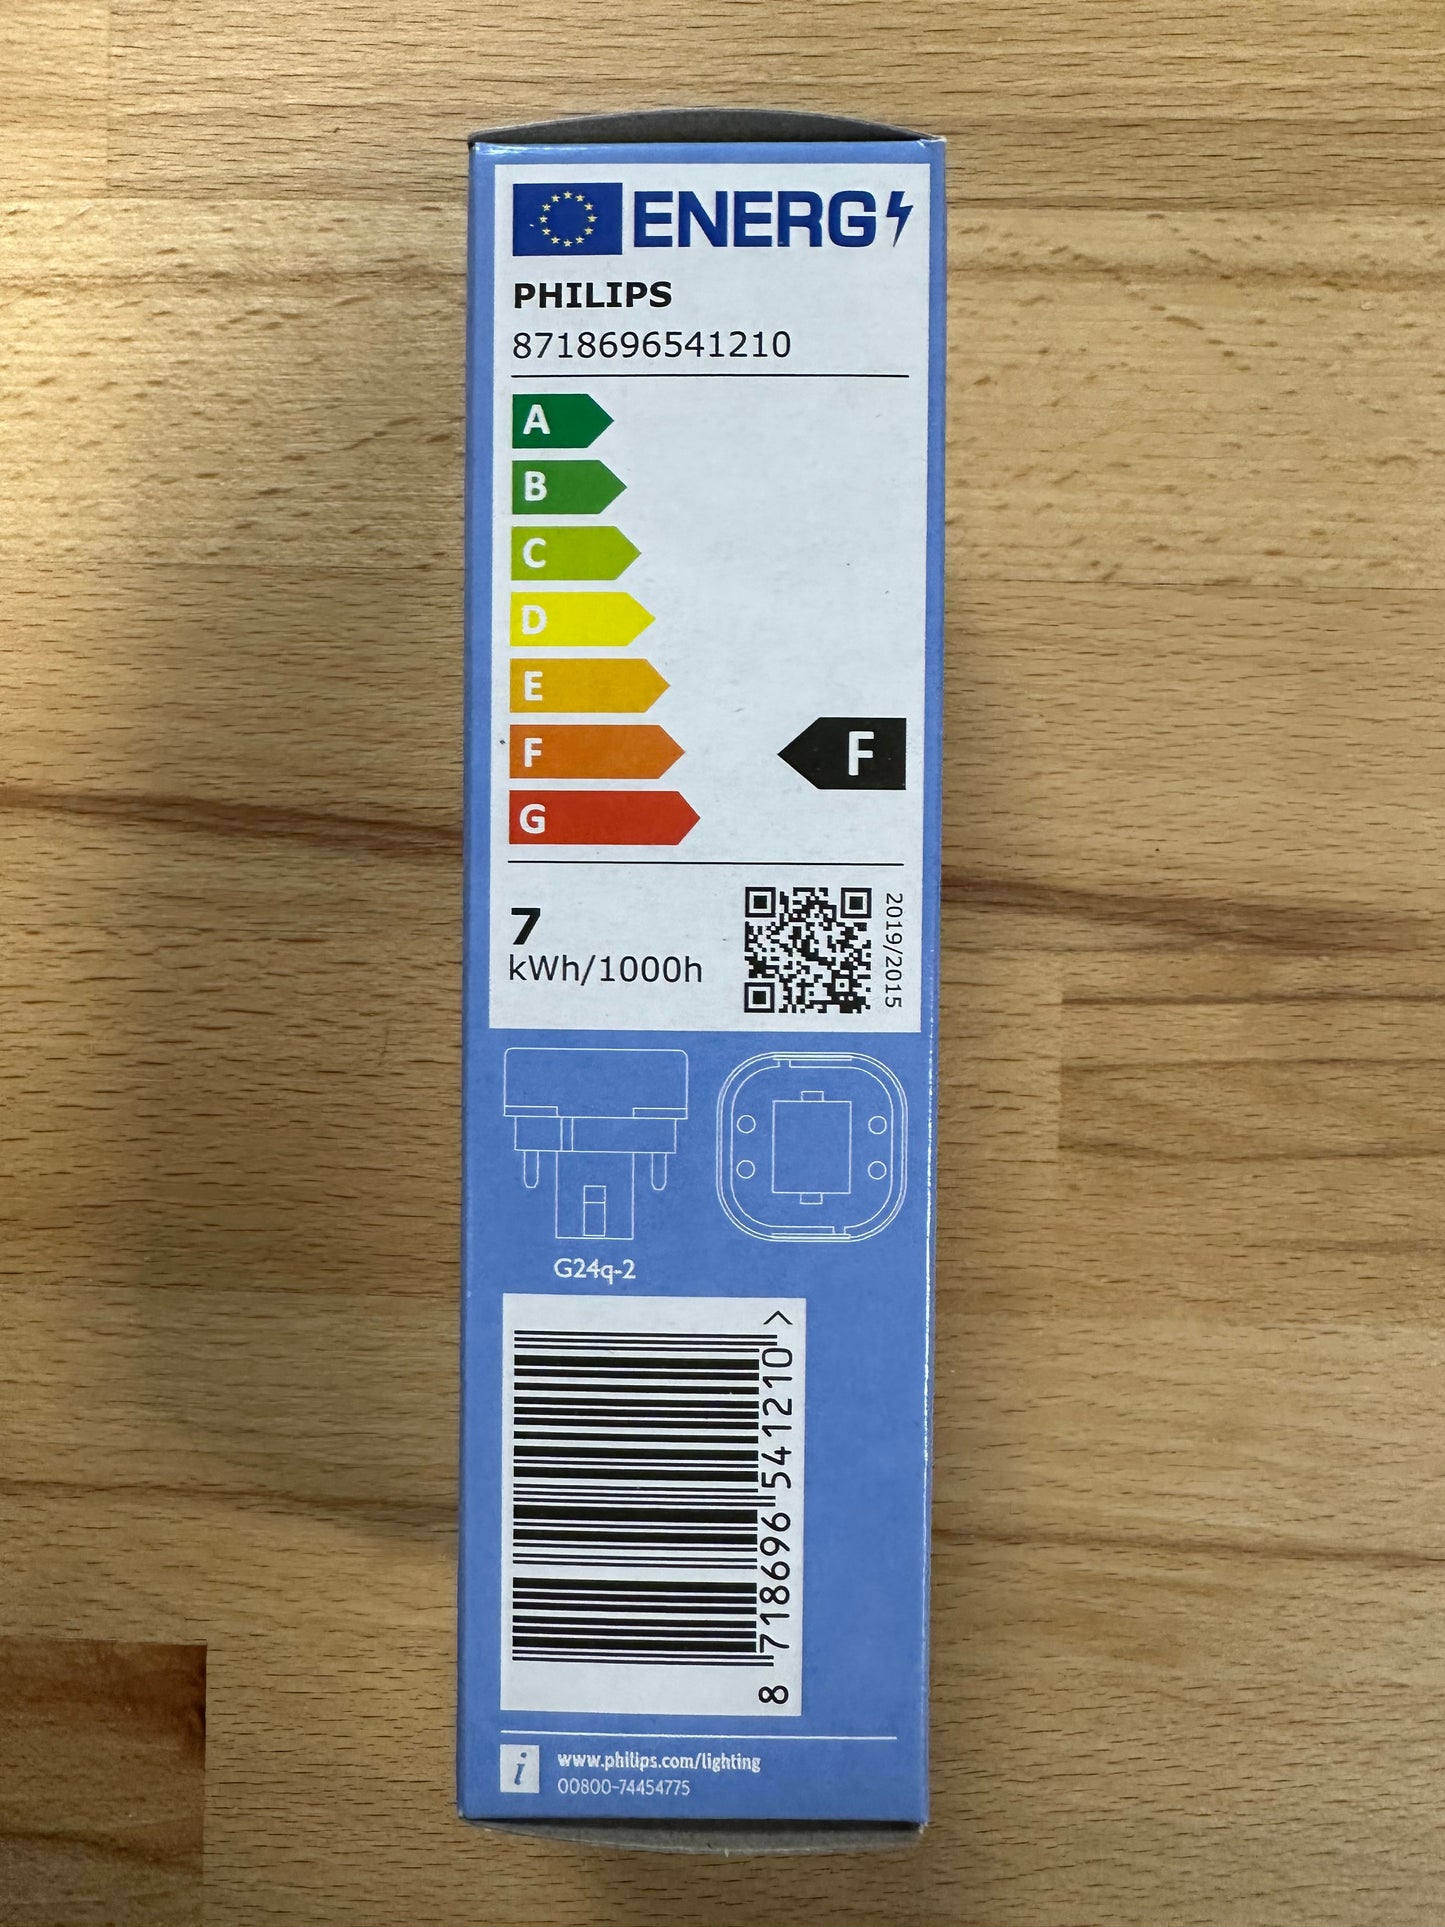 ENERG
PHILIPS
8718696541210
A
B
C
D
E
F
F
G
7
kWh/1000h
2019/2015
G24q-2
8 718696 541210 >
i
www.philips.com/lighting
00800-74454775